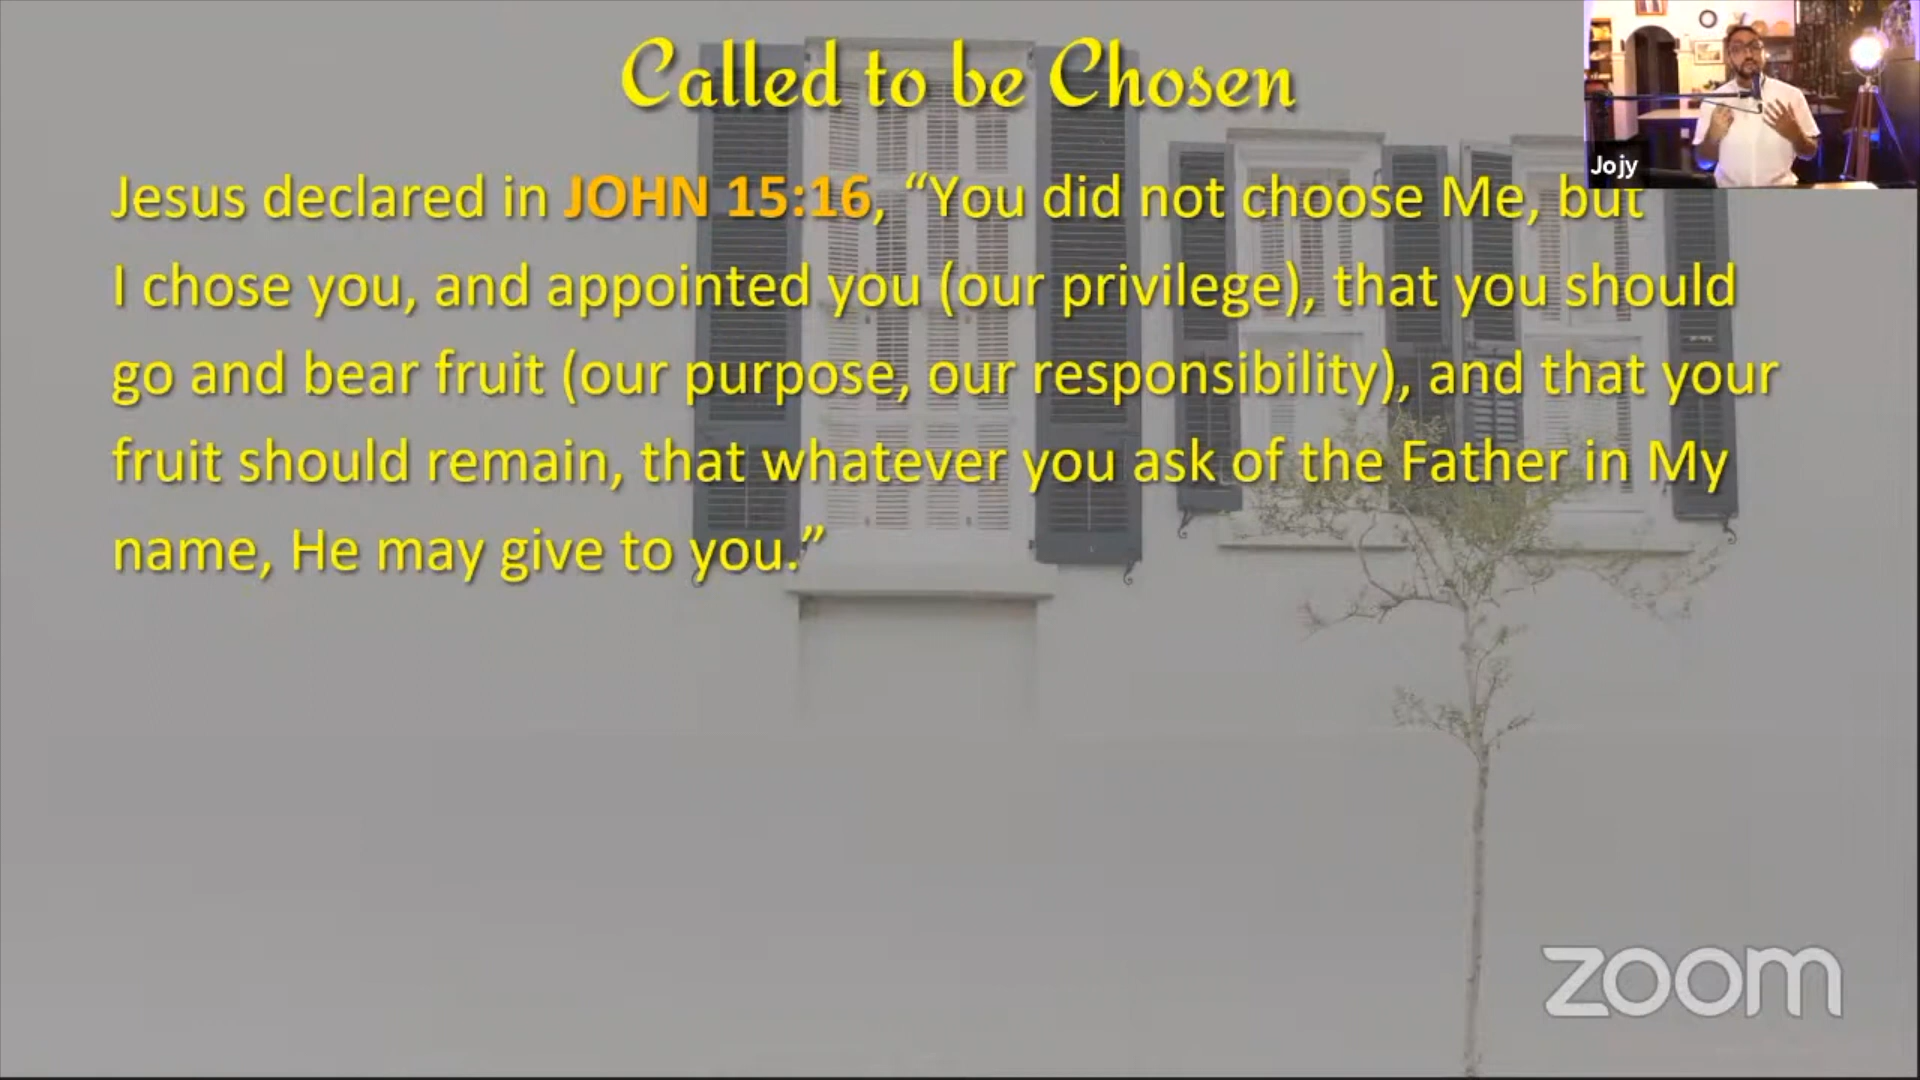 Called to be Chosen
Jojy
Jesus declared in JOHN 15:16, “You did not choose Me, but
I chose you, and appointed you (our privilege), that you should
go and bear fruit (our purpose, our responsibility), and that your
fruit should remain, that whatever you ask of the Father in My
name, He may give to you.”
zoom